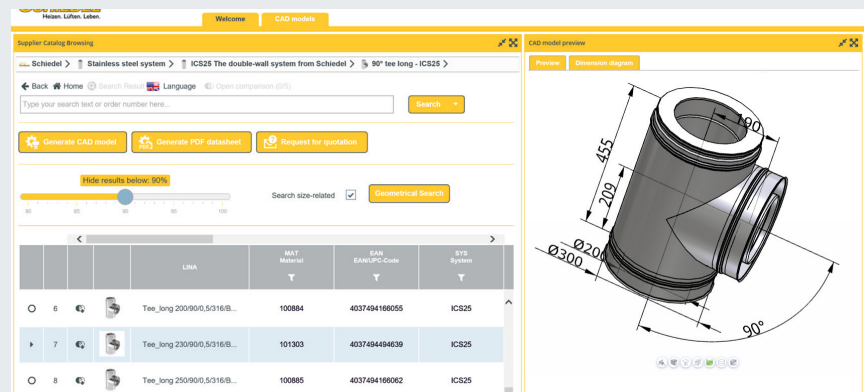 Heizen. Lüften. Leben.
Welcome
CAD models
Supplier Catalog Browsing
Schiedel > Stainless steel system > ICS25 The double-wall system from Schiedel > 90° tee long - ICS25 >
Back Home Search Result Language Open comparison (0/5)
Type your search text or order number here...
Search
Generate CAD model
Generate PDF datasheet
Request for quotation
Hide results below: 90%
Search size-related
Geometrical Search
95 100
LINA
MAT Material
EAN EAN/UPC-Code
SYS System
6 Tee_long 200/90/0,5/316/B... 100884 4037494166055 ICS25
7 Tee_long 230/90/0,5/316/B... 101303 4037494494639 ICS25
8 Tee_long 250/90/0,5/316/B... 100885 4037494166062 ICS25
CAD model preview
Preview
Dimension diagram
190
455
209
Ø200
Ø300
90°